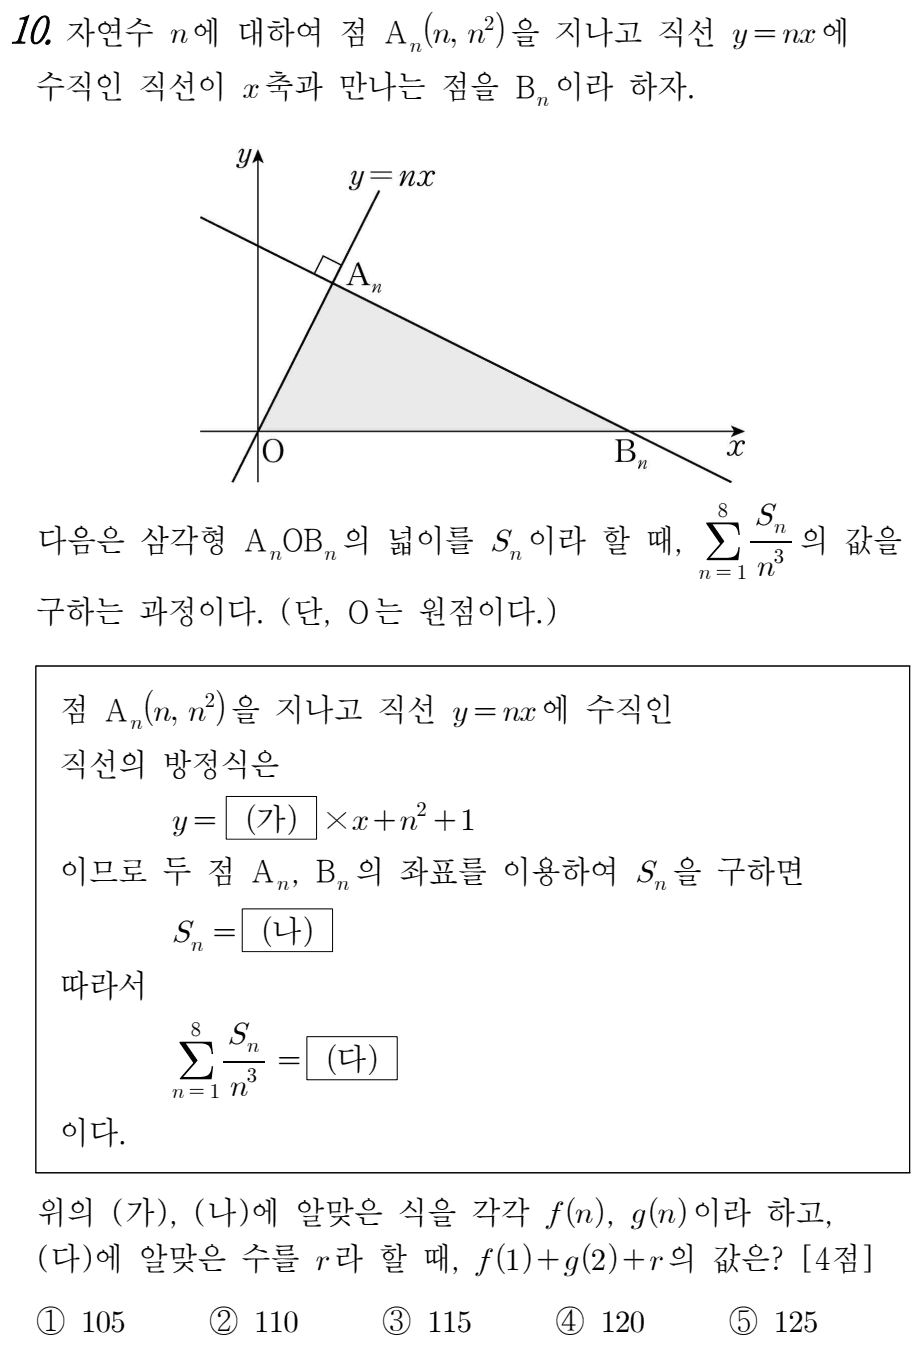 10. 자연수 n에 대하여 점 Aₙ(n, n²)을 지나고 직선 y=nx에
수직인 직선이 x축과 만나는 점을 Bₙ이라 하자.
y
y=nx
Aₙ
O
Bₙ
x
다음은 삼각형 AₙOBₙ의 넓이를 Sₙ이라 할 때, ∑_{n=1}^{8} Sₙ/n³의 값을
구하는 과정이다. (단, O는 원점이다.)
점 Aₙ(n, n²)을 지나고 직선 y=nx에 수직인
직선의 방정식은
y= (가) ×x+n²+1
이므로 두 점 Aₙ, Bₙ의 좌표를 이용하여 Sₙ을 구하면
Sₙ= (나)
따라서
∑_{n=1}^{8} Sₙ/n³ = (다)
이다.
위의 (가), (나)에 알맞은 식을 각각 f(n), g(n)이라 하고,
(다)에 알맞은 수를 r라 할 때, f(1)+g(2)+r의 값은? [4점]
① 105 ② 110 ③ 115 ④ 120 ⑤ 125